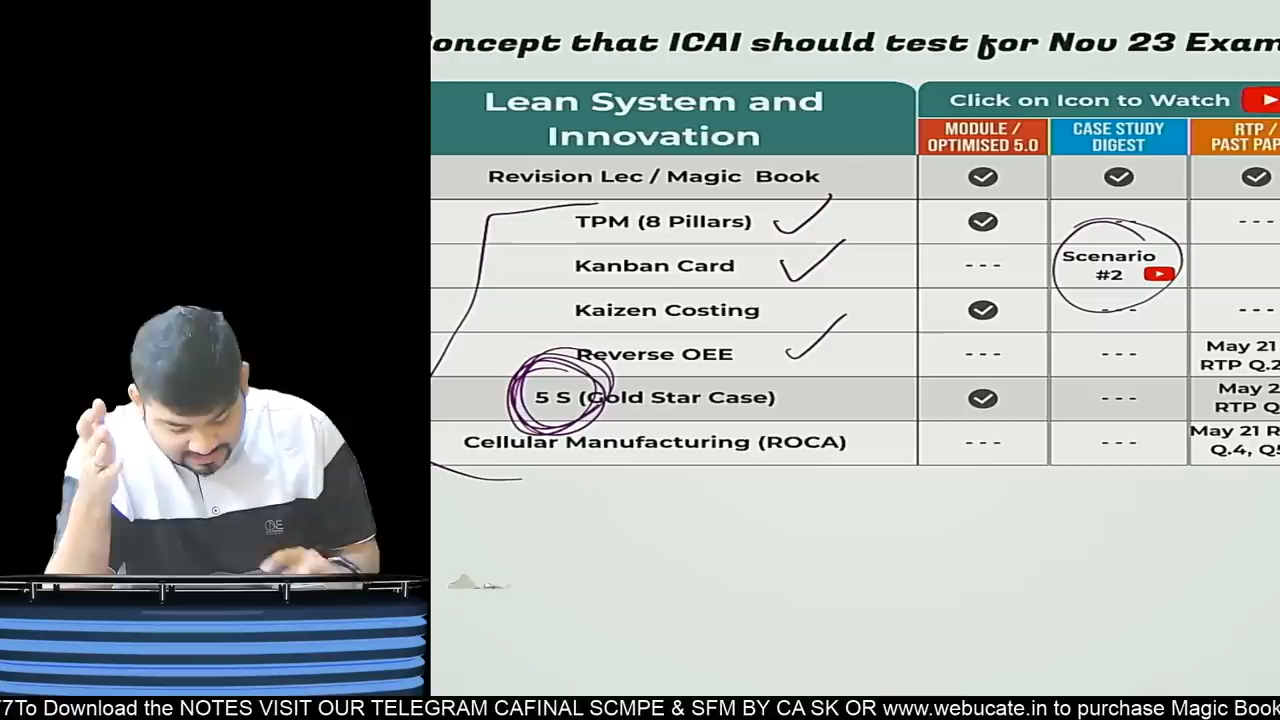 oncept that ICAI should test for Nov 23 Exam
Lean System and
Innovation
Click on Icon to Watch
MODULE /
OPTIMISED 5.0
CASE STUDY
DIGEST
RTP /
PAST PAP
Revision Lec / Magic Book
TPM (8 Pillars)
- - -
- - -
Kanban Card
- - -
Scenario
#2
Kaizen Costing
- - -
- - -
Reverse OEE
- - -
- - -
May 21
RTP Q.2
5 S (Gold Star Case)
- - -
May 2
RTP Q
Cellular Manufacturing (ROCA)
- - -
- - -
May 21 R
Q.4, Q5
7To Download the NOTES VISIT OUR TELEGRAM CAFINAL SCMPE & SFM BY CA SK OR www.webucate.in to purchase Magic Book